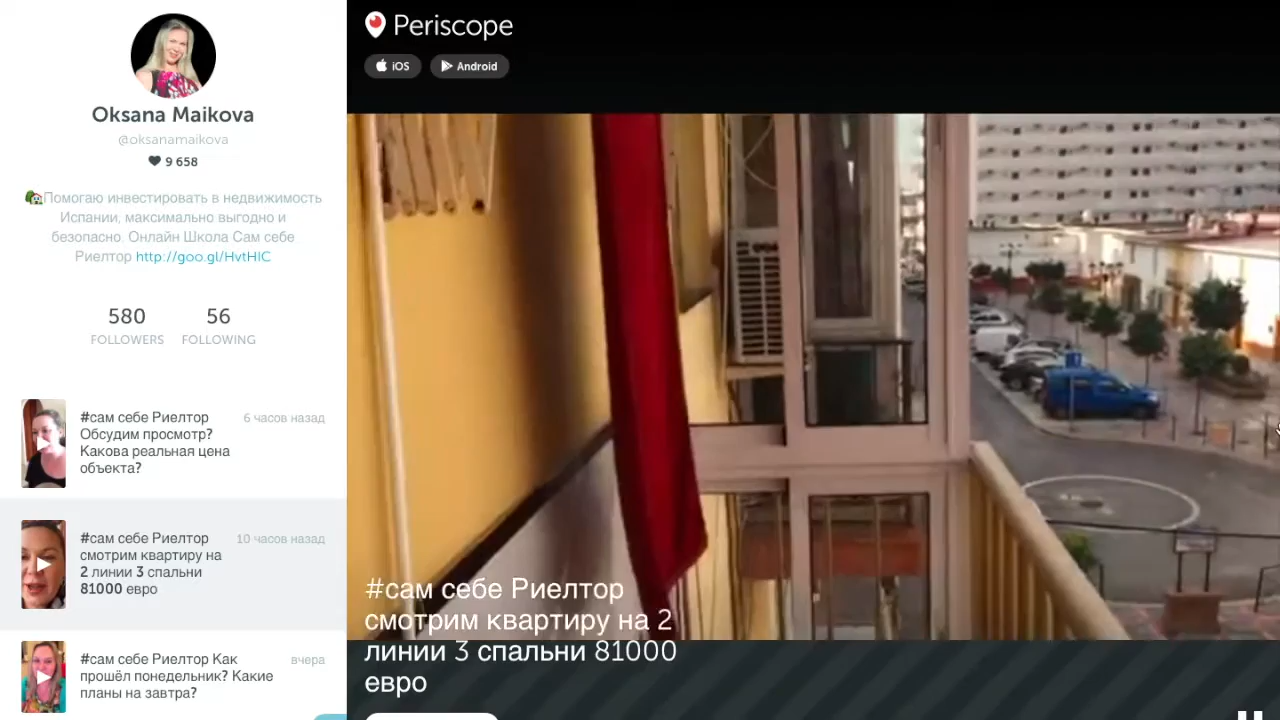 Oksana Maikova
@oksanamaikova
9 658
Помогаю инвестировать в недвижимость
Испании, максимально выгодно и
безопасно. Онлайн Школа Сам себе
Риелтор http://goo.gl/HvtHIC
580 56
FOLLOWERS FOLLOWING
#сам себе Риелтор 6 часов назад
Обсудим просмотр?
Какова реальная цена
объекта?
#сам себе Риелтор 10 часов назад
смотрим квартиру на
2 линии 3 спальни
81000 евро
#сам себе Риелтор Как вчера
прошёл понедельник? Какие
планы на завтра?
Periscope
iOS Android
#сам себе Риелтор
смотрим квартиру на 2
линии 3 спальни 81000
евро